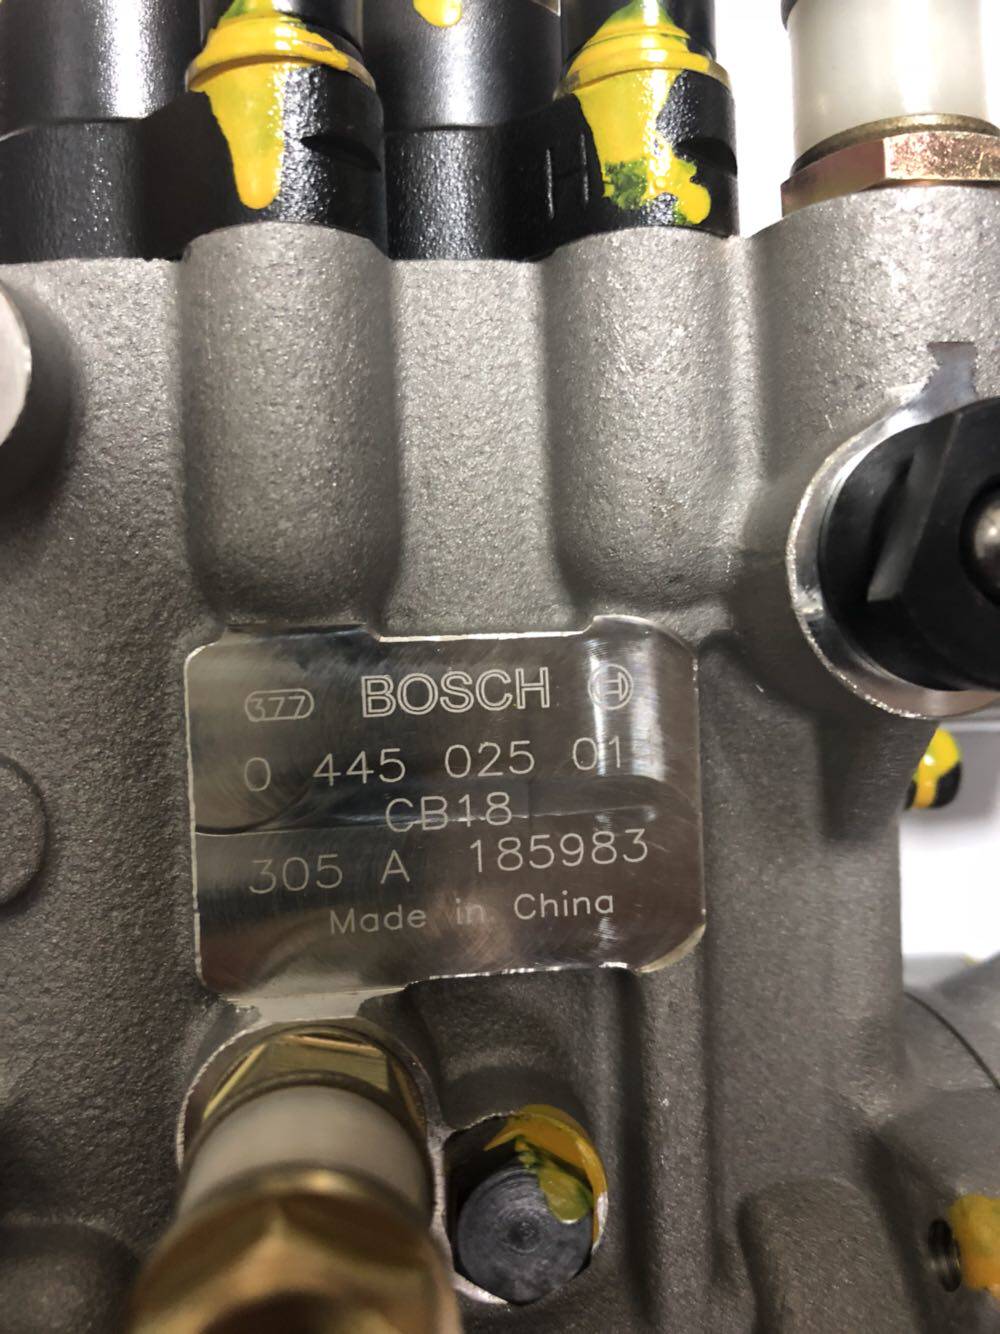 377 BOSCH
0 445 025 01
CB18
305 A 185983
Made in China